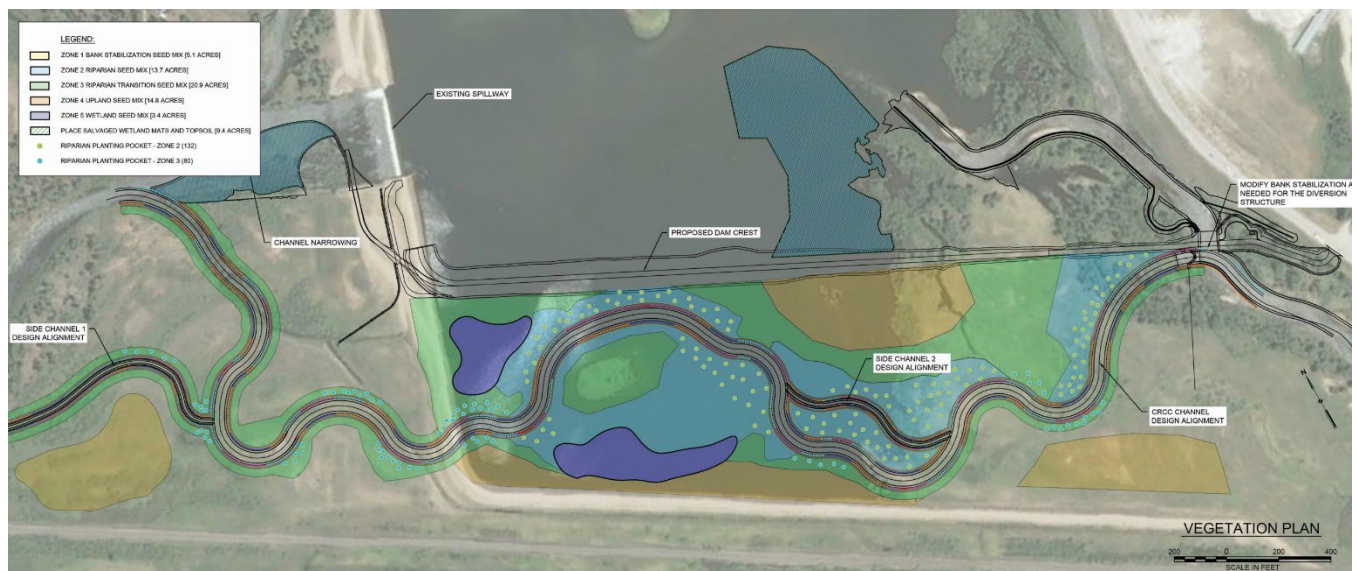 LEGEND:
ZONE 1 BANK STABILIZATION SEED MIX [5.1 ACRES]
ZONE 2 RIPARIAN SEED MIX [13.7 ACRES]
ZONE 3 RIPARIAN TRANSITION SEED MIX [20.9 ACRES]
ZONE 4 UPLAND SEED MIX [14.8 ACRES]
ZONE 5 WETLAND SEED MIX [3.4 ACRES]
PLACE SALVAGED WETLAND MATS AND TOPSOIL [9.4 ACRES]
RIPARIAN PLANTING POCKET - ZONE 2 (132)
RIPARIAN PLANTING POCKET - ZONE 3 (80)
EXISTING SPILLWAY
MODIFY BANK STABILIZATION A
NEEDED FOR THE DIVERSION
STRUCTURE
CHANNEL NARROWING
PROPOSED DAM CREST
SIDE CHANNEL 1
DESIGN ALIGNMENT
SIDE CHANNEL 2
DESIGN ALIGNMENT
CRCC CHANNEL
DESIGN ALIGNMENT
N
VEGETATION PLAN
200 0 200 400
SCALE IN FEET